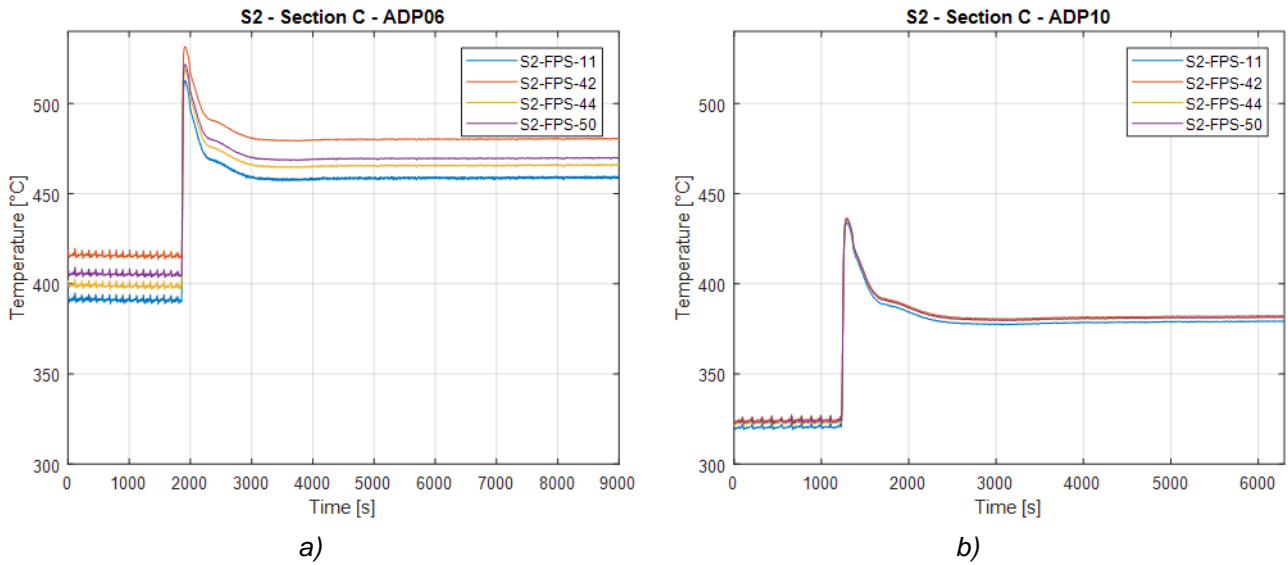 S2 - Section C - ADP06
S2-FPS-11
S2-FPS-42
S2-FPS-44
S2-FPS-50
500
450
400
350
300
Temperature [°C]
0 1000 2000 3000 4000 5000 6000 7000 8000 9000
Time [s]
a)
S2 - Section C - ADP10
S2-FPS-11
S2-FPS-42
S2-FPS-44
S2-FPS-50
500
450
400
350
300
Temperature [°C]
0 1000 2000 3000 4000 5000 6000
Time [s]
b)